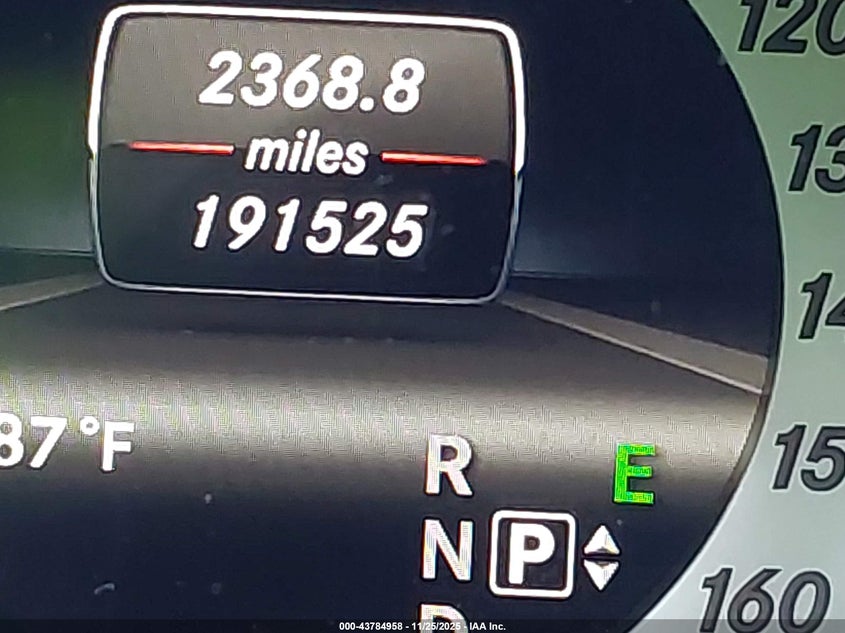 2368.8
miles
191525
87°F
R
E
N P
D
120
13
14
15
160
000-43784958 - 11/25/2025 - IAA Inc.